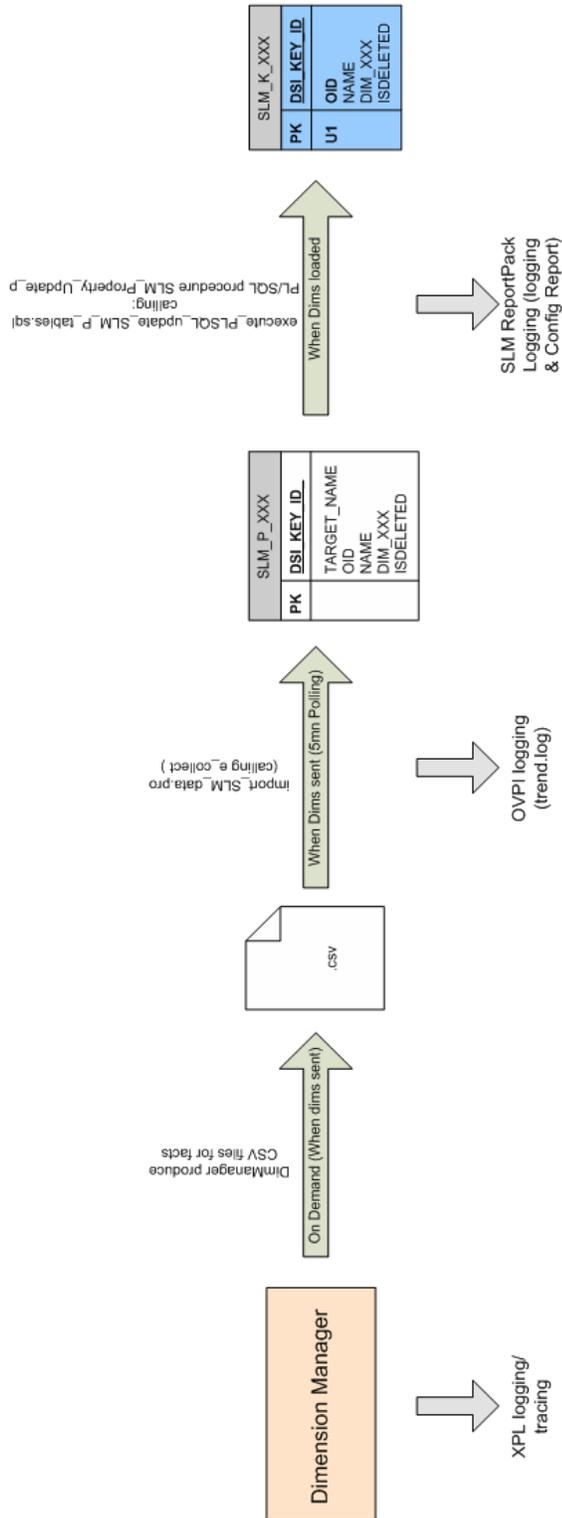 Dimension Manager
XPL logging/
tracing
DimManager produce
CSV files for facts
On Demand (When dims sent)
.csv
import_SLM_data.pro
(calling e_collect )
When Dims sent (5mn Polling)
OVPI logging
(trend.log)
SLM_P_XXX
PK DSI_KEY_ID_
TARGET_NAME
OID
NAME
DIM_XXX
ISDELETED
execute_PLSQL_update_SLM_P_tables.sql
calling:
PL/SQL procedure SLM_Property_Update_p
When Dims loaded
SLM ReportPack
Logging (logging
& Config Report)
SLM_K_XXX
PK DSI_KEY_ID
U1 OID
NAME
DIM_XXX
ISDELETED